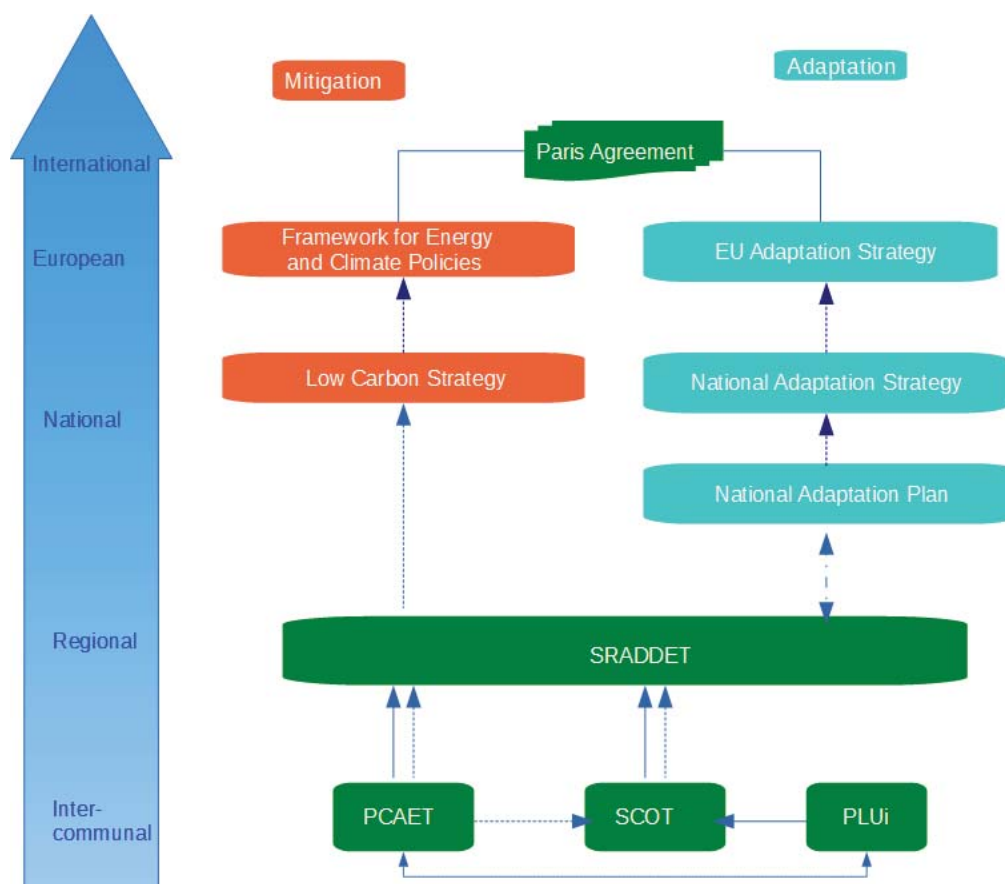 Mitigation
Adaptation
International
Paris Agreement
European
Framework for Energy
and Climate Policies
EU Adaptation Strategy
National
Low Carbon Strategy
National Adaptation Strategy
National Adaptation Plan
Regional
SRADDET
Inter-
communal
PCAET
SCOT
PLUi